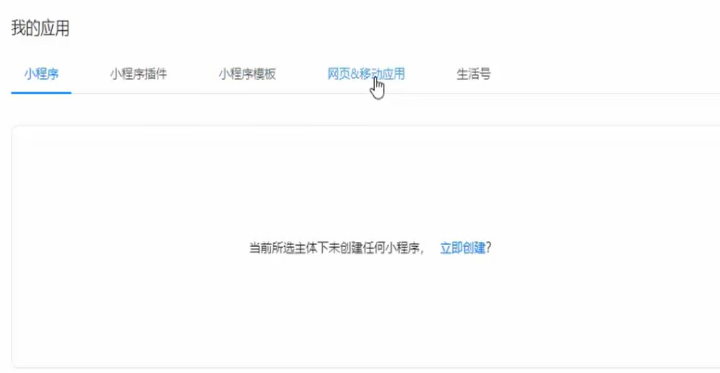 我的应用
小程序 小程序插件 小程序模板 网页&移动应用 生活号
当前所选主体下未创建任何小程序， 立即创建？